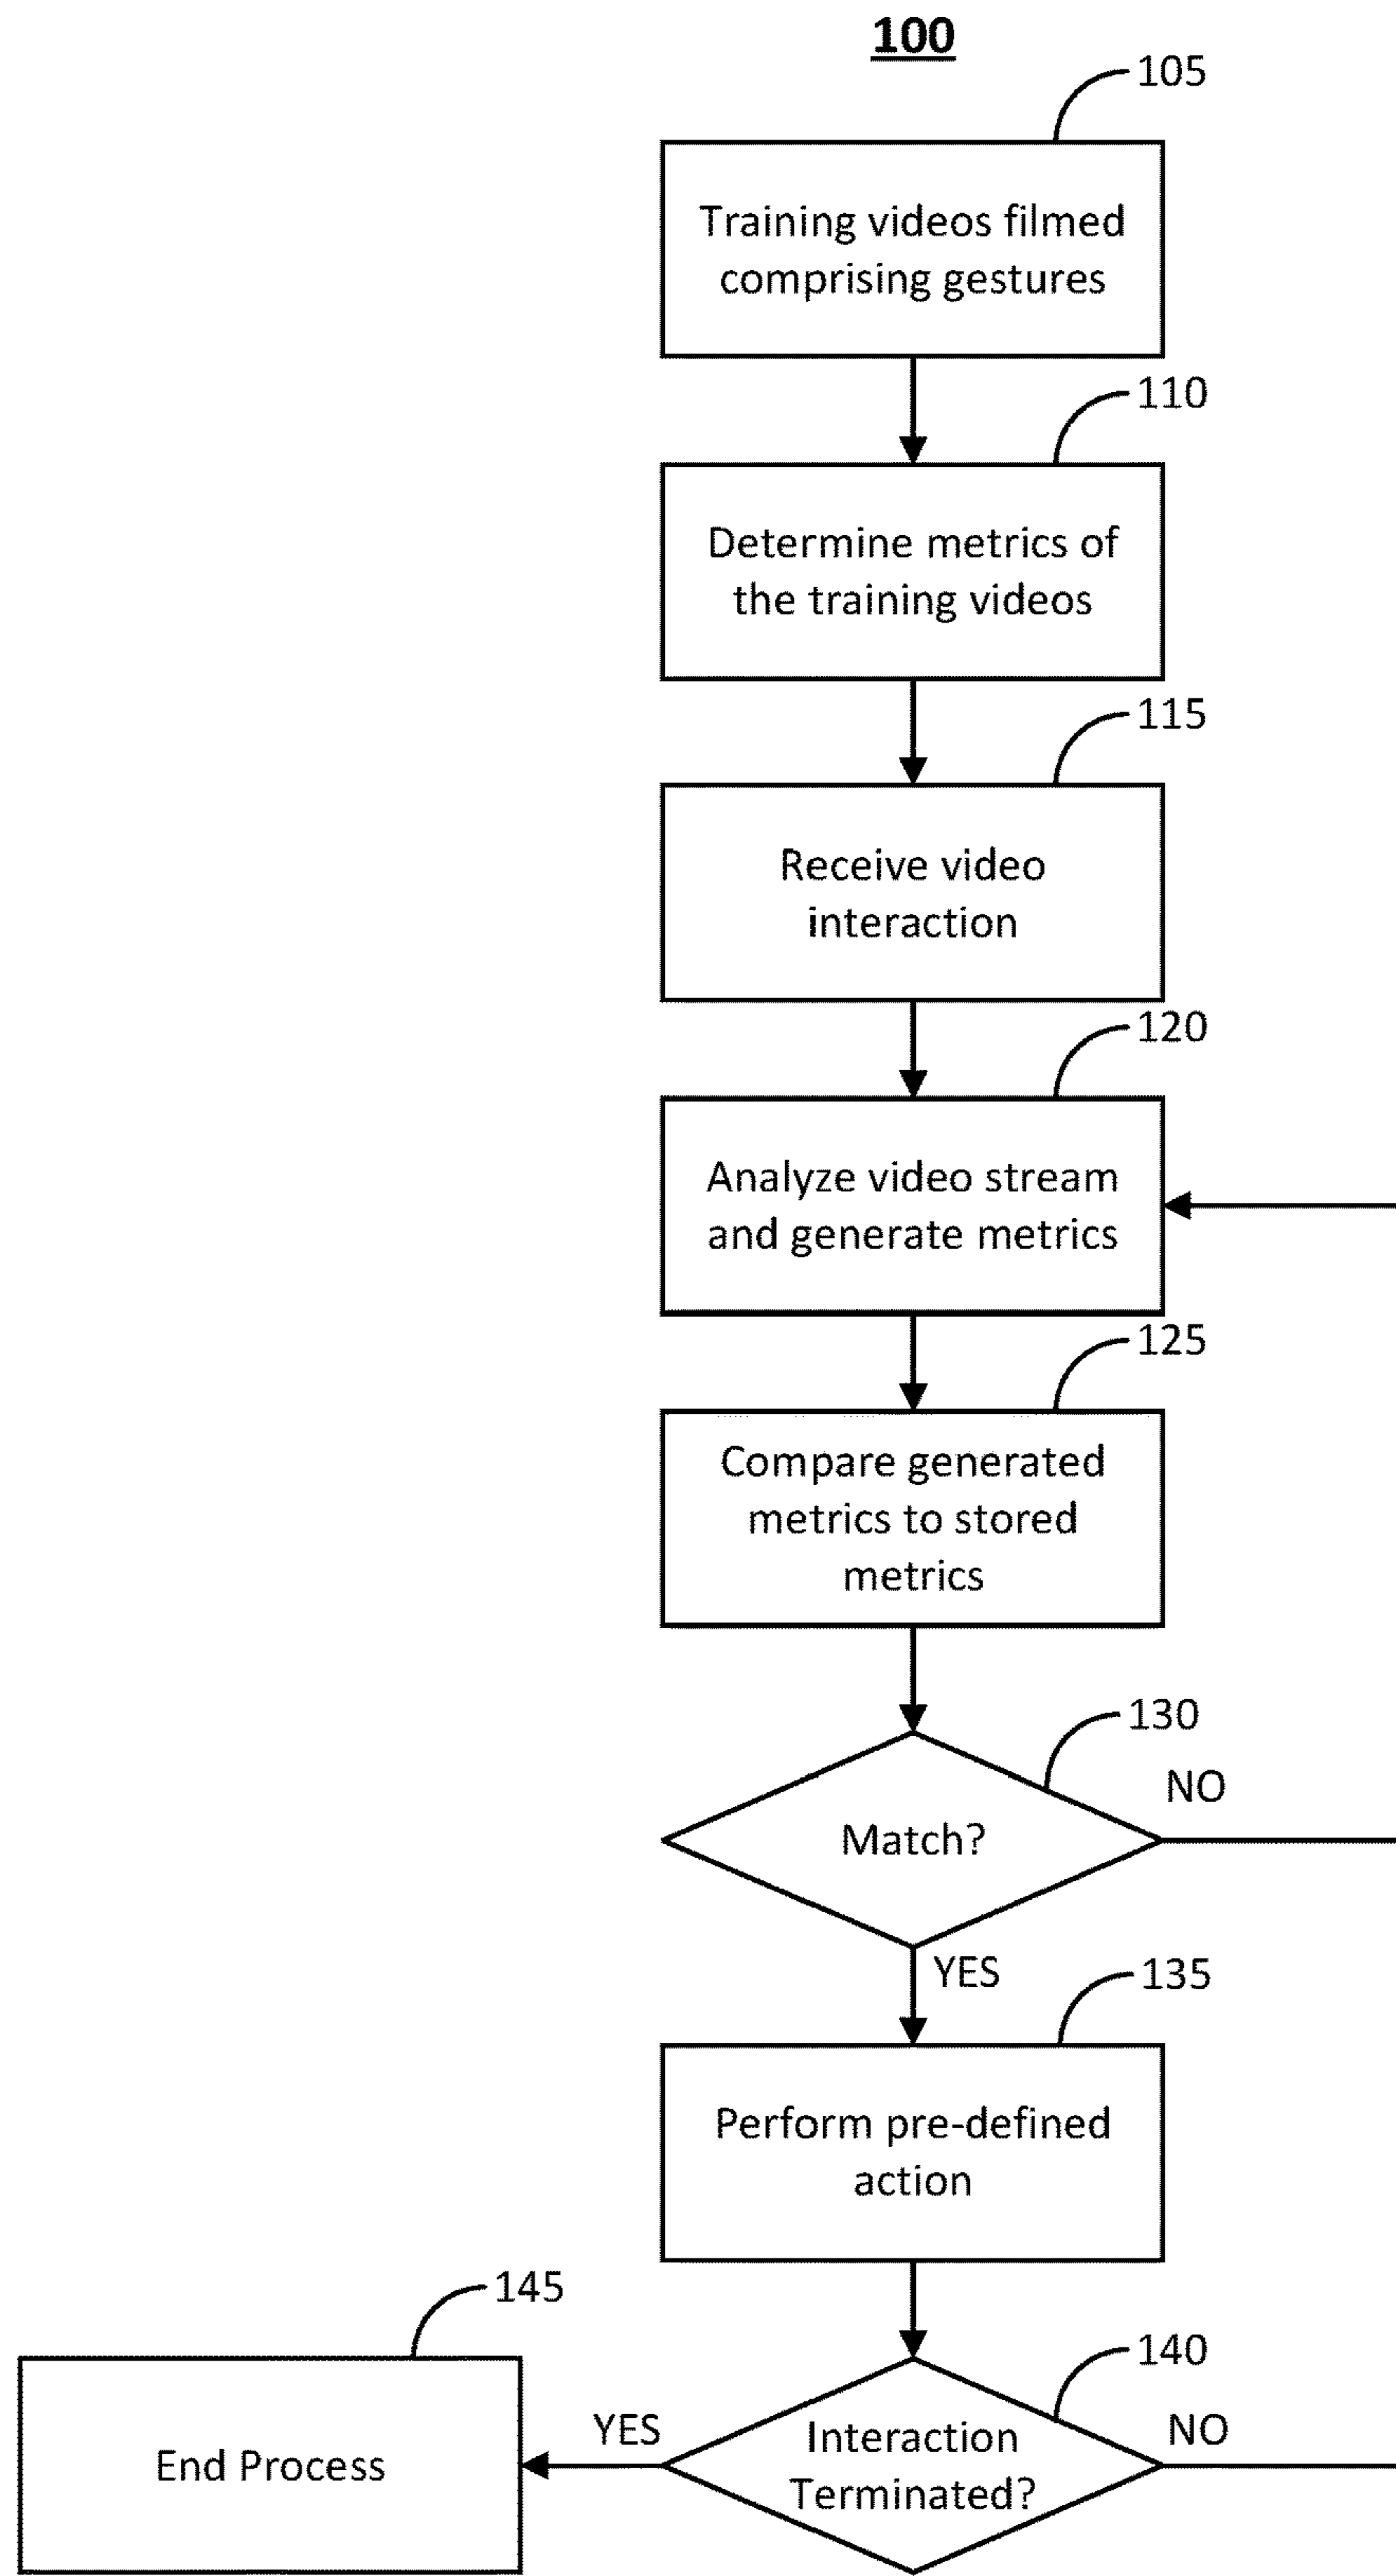 100
105
Training videos filmed
comprising gestures
110
Determine metrics of
the training videos
115
Receive video
interaction
120
Analyze video stream
and generate metrics
125
Compare generated
metrics to stored
metrics
130
Match?
NO
YES
135
Perform pre-defined
action
145
140
End Process
YES
Interaction
Terminated?
NO